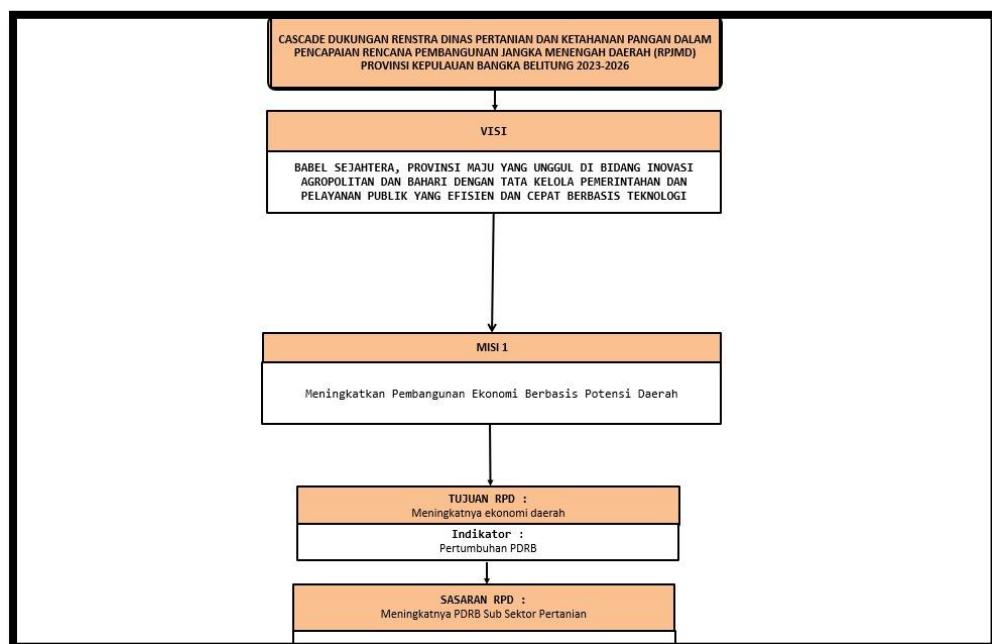 CASCADE DUKUNGAN RENSTRA DINAS PERTANIAN DAN KETAHANAN PANGAN DALAM
PENCAPAIAN RENCANA PEMBANGUNAN JANGKA MENENGAH DAERAH (RPJMD)
PROVINSI KEPULAUAN BANGKA BELITUNG 2023-2026
VISI
BABEL SEJAHTERA, PROVINSI MAJU YANG UNGGUL DI BIDANG INOVASI
AGROPOLITAN DAN BAHARI DENGAN TATA KELOLA PEMERINTAHAN DAN
PELAYANAN PUBLIK YANG EFISIEN DAN CEPAT BERBASIS TEKNOLOGI
MISI 1
Meningkatkan Pembangunan Ekonomi Berbasis Potensi Daerah
TUJUAN RPD :
Meningkatnya ekonomi daerah
Indikator :
Pertumbuhan PDRB
SASARAN RPD :
Meningkatnya PDRB Sub Sektor Pertanian